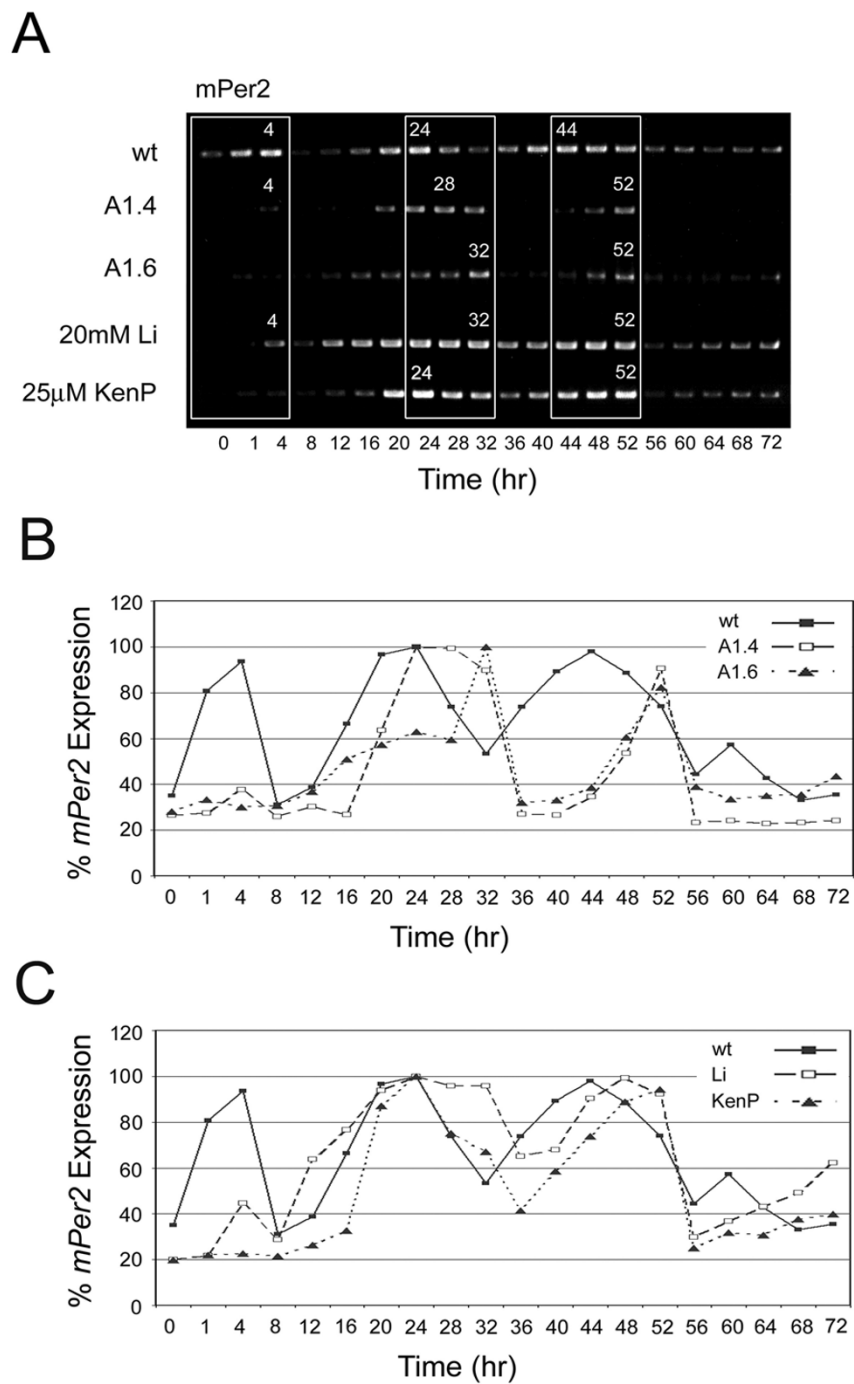 A
mPer2
4 24 44
wt
4 28 52
A1.4
32 52
A1.6
4 32 52
20mM Li
24 52
25μM KenP
0 1 4 8 12 16 20 24 28 32 36 40 44 48 52 56 60 64 68 72
Time (hr)
B
% mPer2 Expression
120
100
80
60
40
20
0
wt
A1.4
A1.6
0 1 4 8 12 16 20 24 28 32 36 40 44 48 52 56 60 64 68 72
Time (hr)
C
% mPer2 Expression
120
100
80
60
40
20
0
wt
Li
KenP
0 1 4 8 12 16 20 24 28 32 36 40 44 48 52 56 60 64 68 72
Time (hr)